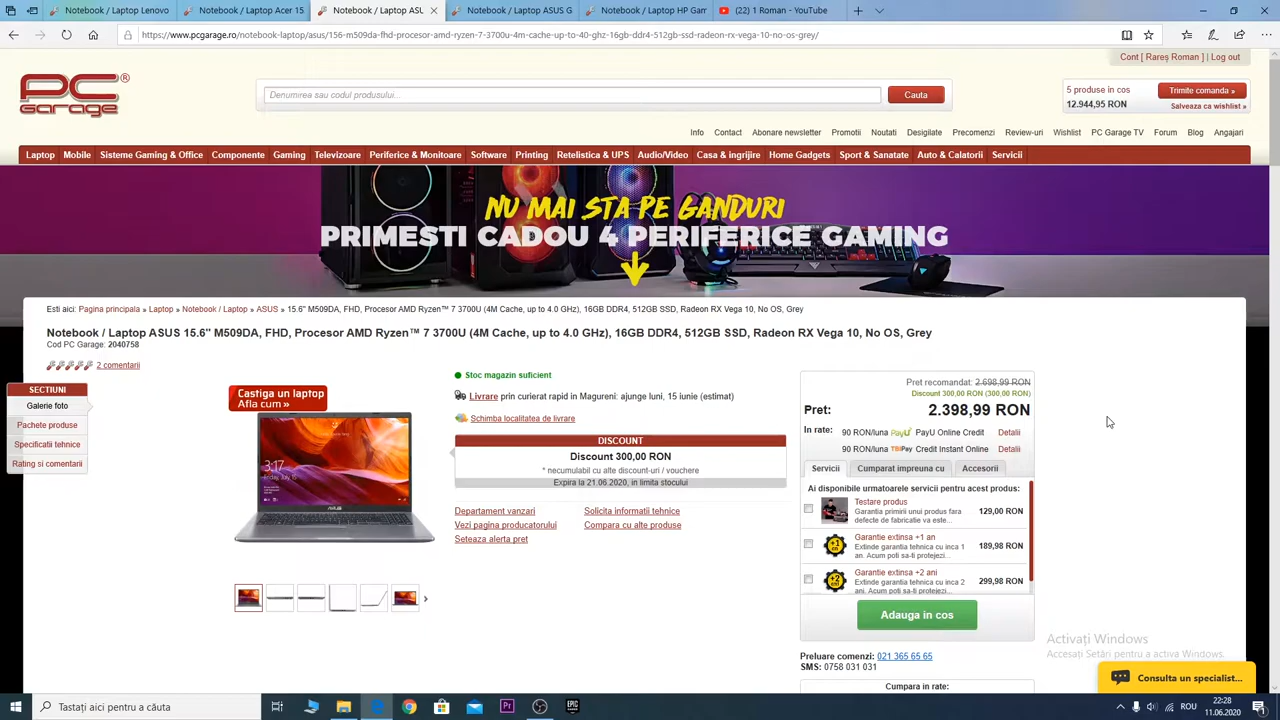 Notebook / Laptop Lenovo
Notebook / Laptop Acer 15.
Notebook / Laptop ASU
Notebook / Laptop ASUS G
Notebook / Laptop HP Gam
(22) 1 Roman - YouTube
https://www.pcgarage.ro/notebook-laptop/asus/156-m509da-fhd-procesor-amd-ryzen-7-3700u-4m-cache-up-to-40-ghz-16gb-ddr4-512gb-ssd-radeon-rx-vega-10-no-os-grey/
Cont [ Rareș Roman ] | Log out
PC garage
Denumirea sau codul produsului...
Cauta
5 produse in cos
12.944,95 RON
Trimite comanda »
Salveaza ca wishlist »
Info Contact Abonare newsletter Promotii Noutati Desigilate Precomenzi Review-uri Wishlist PC Garage TV Forum Blog Angajari
Laptop Mobile Sisteme Gaming & Office Componente Gaming Televizoare Periferice & Monitoare Software Printing Retelistica & UPS Audio/Video Casa & ingrijire Home Gadgets Sport & Sanatate Auto & Calatorii Servicii
NU MAI STA PE GANDURI
PRIMESTI CADOU 4 PERIFERICE GAMING
Esti aici: Pagina principala » Laptop » Notebook / Laptop » ASUS » 15.6" M509DA, FHD, Procesor AMD Ryzen 7 3700U (4M Cache, up to 4.0 GHz), 16GB DDR4, 512GB SSD, Radeon RX Vega 10, No OS, Grey
Notebook / Laptop ASUS 15.6" M509DA, FHD, Procesor AMD Ryzen™ 7 3700U (4M Cache, up to 4.0 GHz), 16GB DDR4, 512GB SSD, Radeon RX Vega 10, No OS, Grey
Cod PC Garage: 2040758
2 comentarii
SECTIUNI
Galerie foto
Pachete produse
Specificatii tehnice
Rating si comentarii
Castiga un laptop
Afla cum »
3:17
ASUS
Stoc magazin suficient
Livrare prin curierat rapid in Magureni: ajunge luni, 15 iunie (estimat)
Schimba localitatea de livrare
DISCOUNT
Discount 300,00 RON
* necumulabil cu alte discount-uri / vouchere
Expira la 21.06.2020, in limita stocului
Departament vanzari
Solicita informatii tehnice
Vezi pagina producatorului
Compara cu alte produse
Seteaza alerta pret
Pret recomandat: 2.698,99 RON
Discount 300,00 RON (300,00 RON)
Pret: 2.398,99 RON
In rate: 90 RON/luna PayU PayU Online Credit Detalii
90 RON/luna TBIPay Credit Instant Online Detalii
Servicii Cumparat impreuna cu Accesorii
Ai disponibile urmatoarele servicii pentru acest produs:
Testare produs
Garantia primirii unui produs fara defecte de fabricatie va este...
129,00 RON
Garantie extinsa +1 an
Extinde garantia tehnica cu inca 1 an. Acum poti sa-ti protejezi...
189,98 RON
Garantie extinsa +2 ani
Extinde garantia tehnica cu inca 2 ani. Acum poti sa-ti protejezi...
299,98 RON
Adauga in cos
Preluare comenzi: 021 365 65 65
SMS: 0758 031 031
Cumpara in rate:
Activați Windows
Accesați Setări pentru a activa Windows.
Consulta un specialist...
Tastați aici pentru a căuta
ROU
22:28
11.06.2020